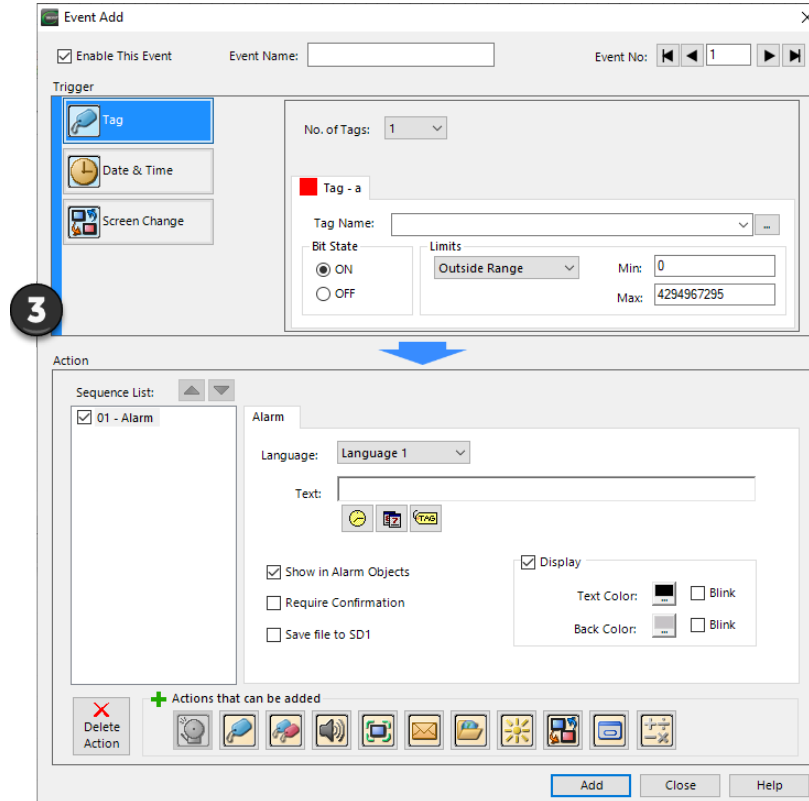 Event Add
Enable This Event Event Name: Event No: 1
Trigger
Tag
Date & Time
Screen Change
No. of Tags: 1
Tag - a
Tag Name: ...
Bit State Limits
ON Outside Range Min: 0
OFF Max: 4294967295
3
Action
Sequence List:
01 - Alarm
Alarm
Language: Language 1
Text:
TAG
Show in Alarm Objects Display
Text Color: ... Blink
Require Confirmation
Back Color: ... Blink
Save file to SD1
Actions that can be added
Delete
Action
Add Close Help